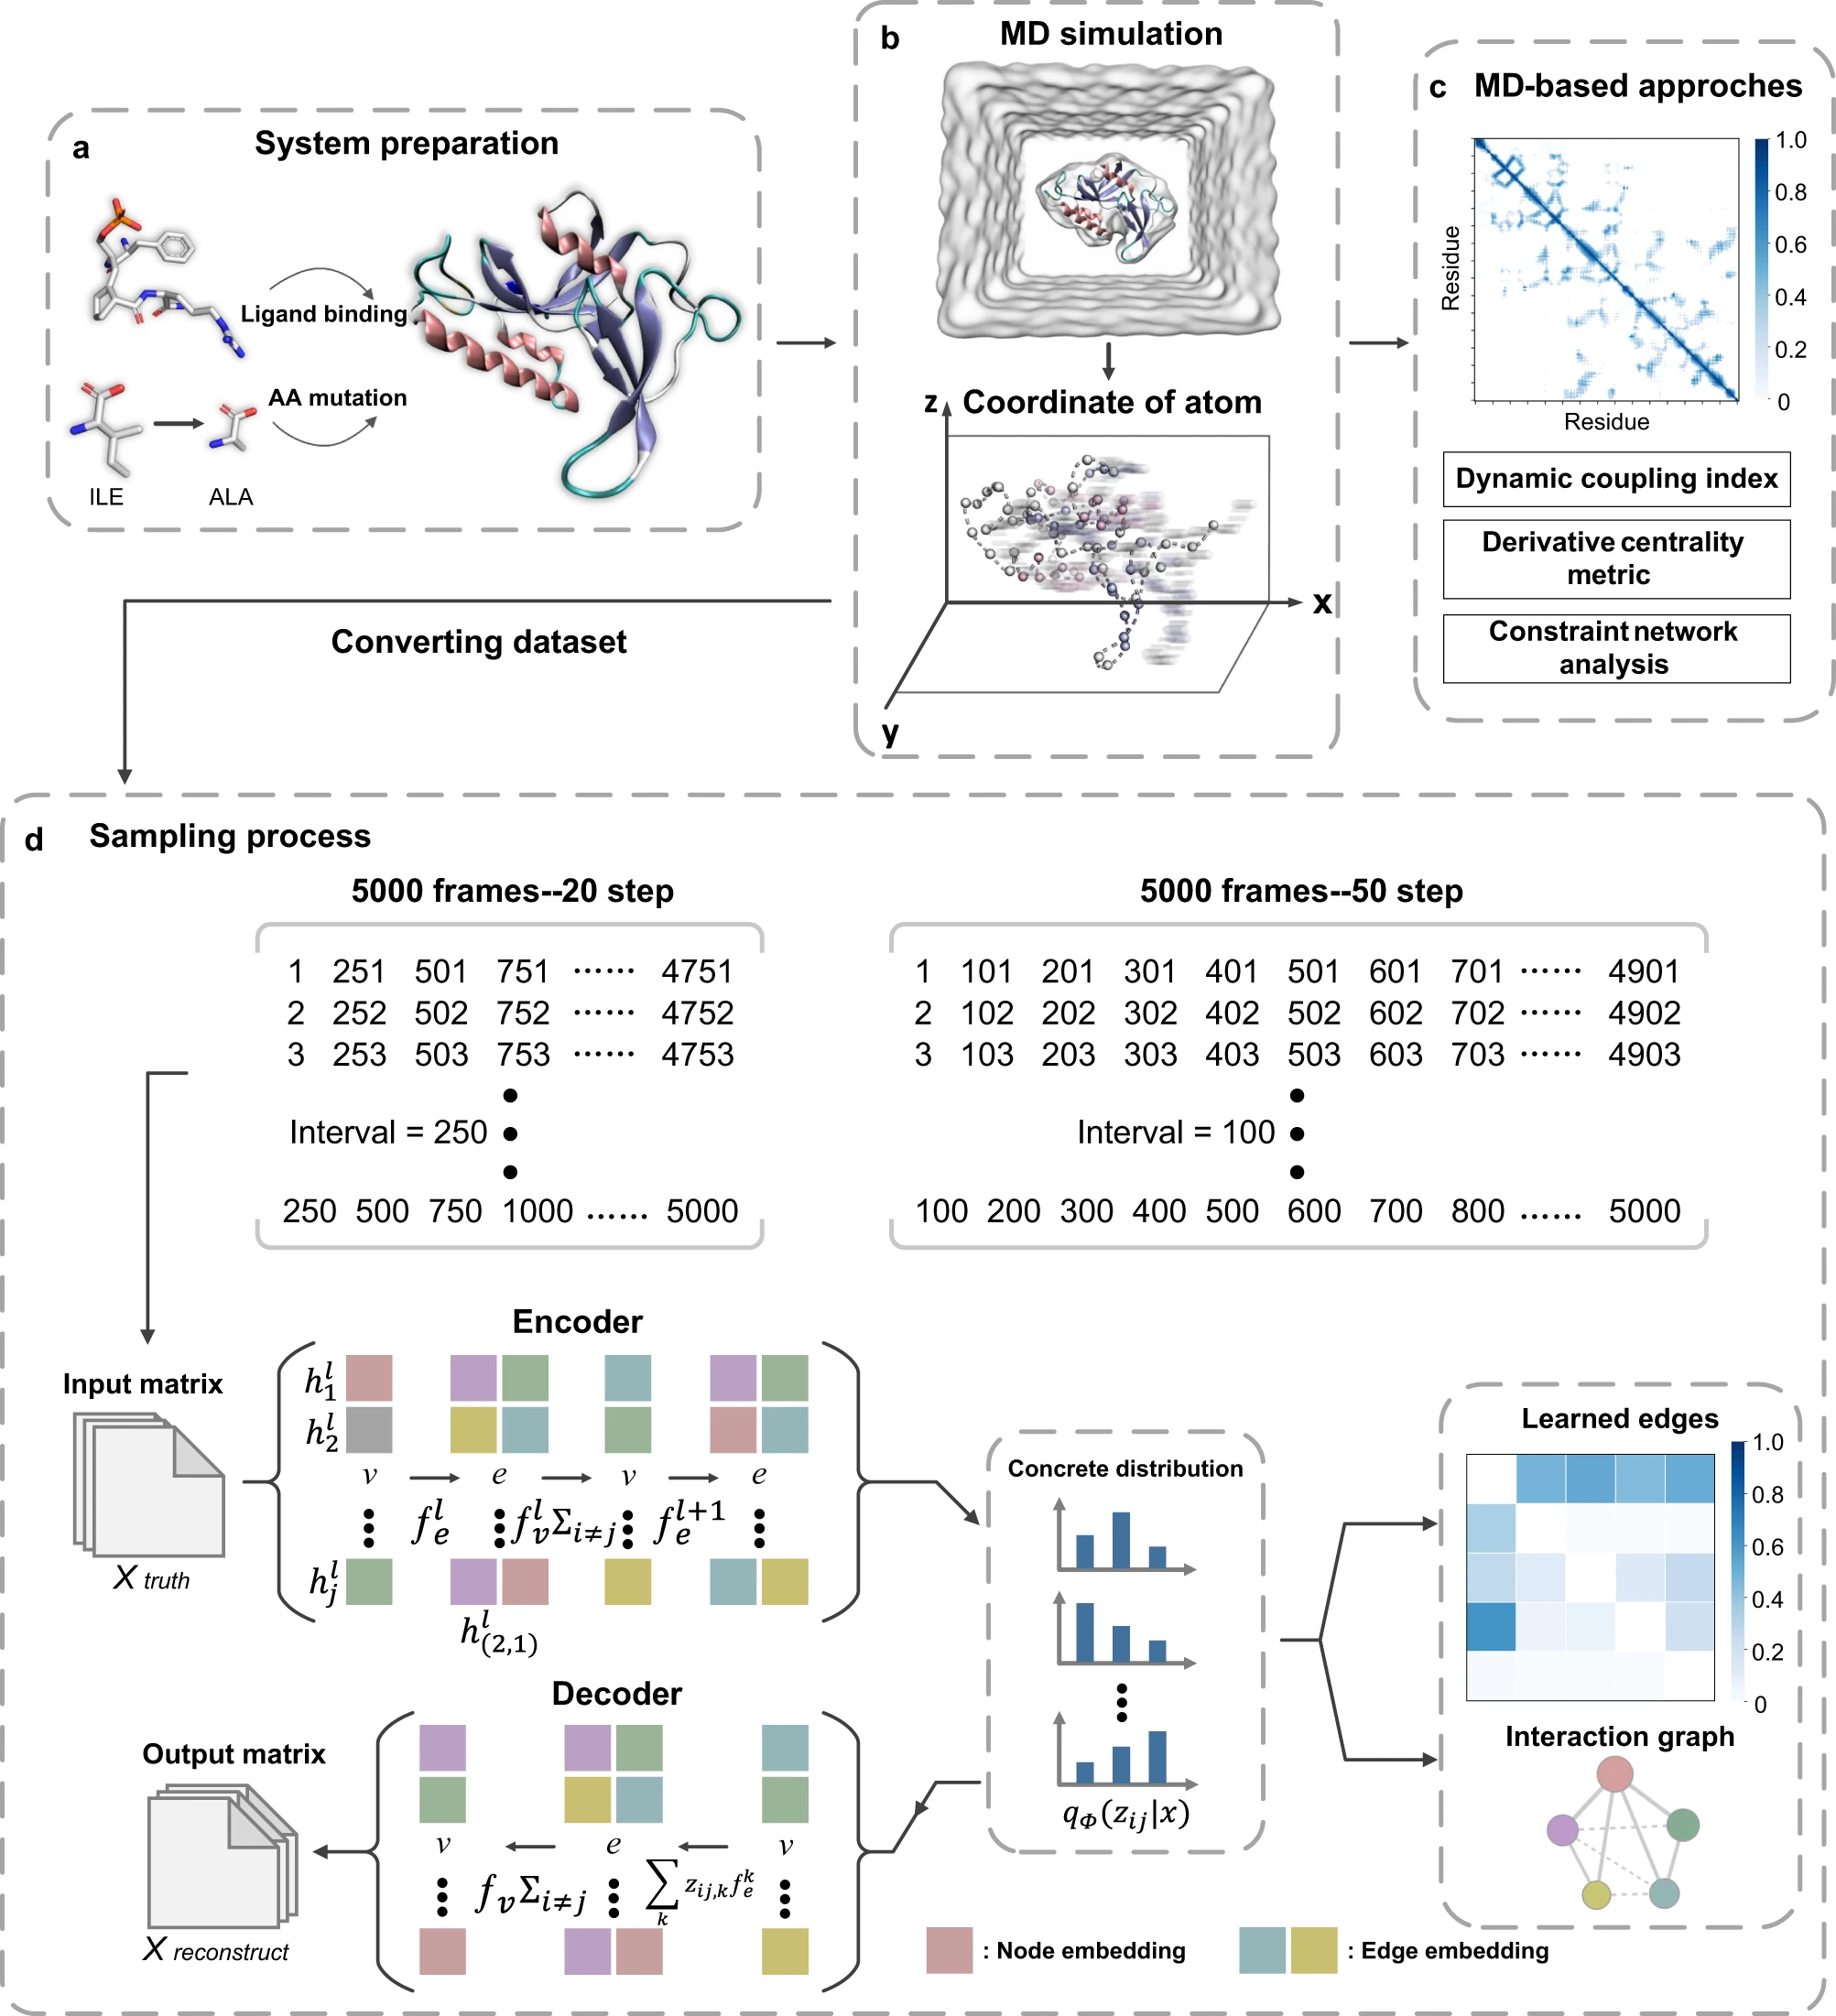 a
System preparation
Ligand binding
AA mutation
ILE
ALA
b
MD simulation
Coordinate of atom
z
x
y
c
MD-based approches
1.0
0.8
0.6
0.4
0.2
0
Residue
Residue
Dynamic coupling index
Derivative centrality
metric
Constraint network
analysis
Converting dataset
d
Sampling process
5000 frames--20 step
1 251 501 751 ······ 4751
2 252 502 752 ······ 4752
3 253 503 753 ······ 4753
Interval = 250
250 500 750 1000 ...... 5000
5000 frames--50 step
1 101 201 301 401 501 601 701 ······ 4901
2 102 202 302 402 502 602 702 ······ 4902
3 103 203 303 403 503 603 703 ······ 4903
Interval = 100
100 200 300 400 500 600 700 800 ...... 5000
Input matrix
X truth
Encoder
h_1^l
h_2^l
v e v e
f_e^l f_v^l Σ_{i≠j} f_e^{l+1}
h_j^l
h_{(2,1)}^l
Decoder
Output matrix
X reconstruct
v e v
f_v Σ_{i≠j} ∑_k z_{ij,k} f_e^k
Concrete distribution
q_Φ(z_{ij}|x)
Learned edges
1.0
0.8
0.6
0.4
0.2
0
Interaction graph
: Node embedding
: Edge embedding